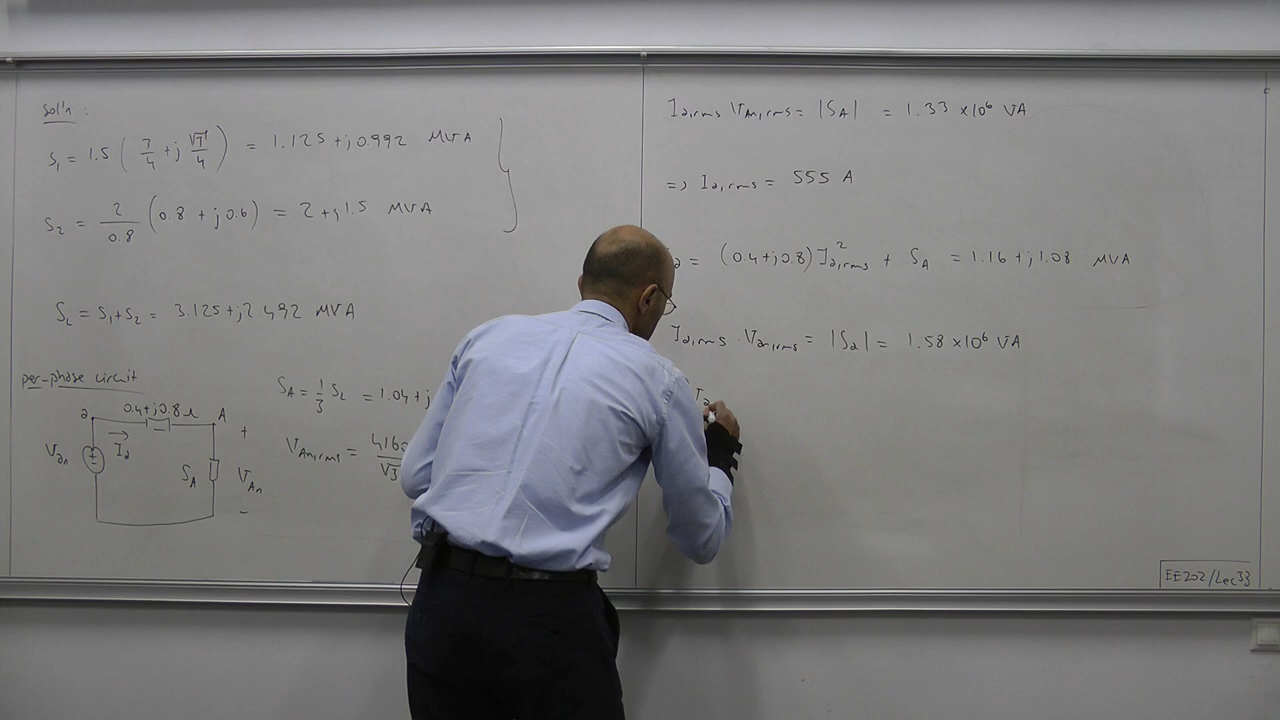 Sol'n :
S₁ = 1.5 ( 3/4 + j √7/4 ) = 1.125 + j 0.992 MVA
S₂ = 2/0.8 (0.8 + j 0.6) = 2 + j 1.5 MVA
S_L = S₁ + S₂ = 3.125 + j 2.492 MVA
per-phase circuit
a 0.4+j0.8 Ω A
+
V_an I_a S_A V_An
−
S_A = 1/3 S_L = 1.04 + j
V_An,rms = 416 /√3
I_a,rms V_An,rms = |S_A| = 1.33 ×10⁶ VA
=> I_a,rms = 555 A
= (0.4+j0.8) I²_a,rms + S_A = 1.16 + j 1.08 MVA
I_a,rms · V_an,rms = |S_a| = 1.58 ×10⁶ VA
EE202/Lec33